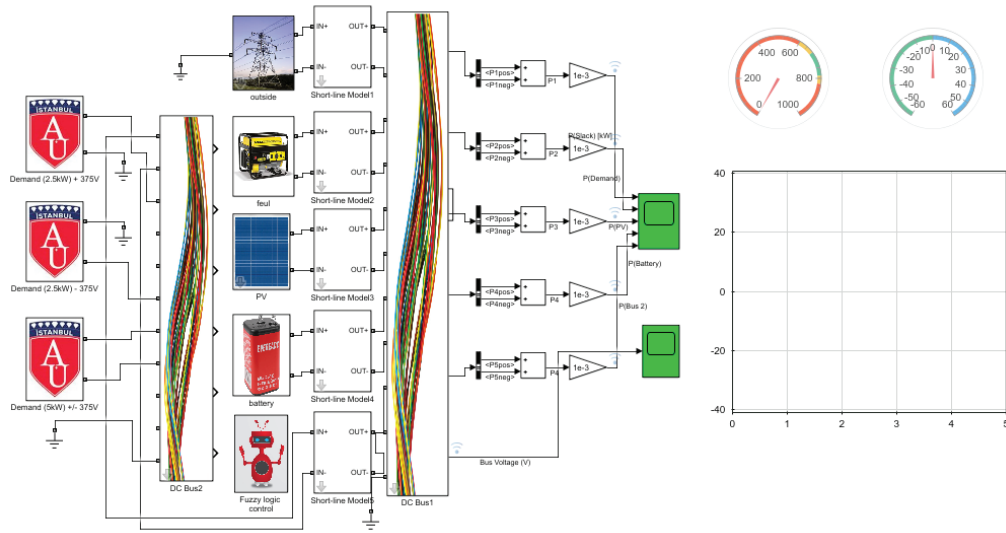 IN+
OUT+
IN-
OUT-
outside
Short-line Model1
IN+
OUT+
IN-
OUT-
feul
Short-line Model2
IN+
OUT+
IN-
OUT-
PV
Short-line Model3
IN+
OUT+
IN-
OUT-
battery
Short-line Model4
IN+
OUT+
IN-
OUT-
Fuzzy logic
control
Short-line Model5
İSTANBUL
AU
Demand (2.5kW) + 375V
İSTANBUL
AU
Demand (2.5kW) - 375V
İSTANBUL
AU
Demand (5kW) +/- 375V
DC Bus2
DC Bus1
<P1pos>
<P1neg>
+
+
P1
1e-3
P(Slack) [kW]
<P2pos>
<P2neg>
+
+
P2
1e-3
P(Demand)
<P3pos>
<P3neg>
+
+
P3
1e-3
P(PV)
P(Battery)
<P4pos>
<P4neg>
+
+
P4
1e-3
P(Bus 2)
<P5pos>
<P5neg>
+
+
P4
1e-3
Bus Voltage (V)
0
200
400
600
800
1000
-60
-50
-40
-30
-20
-10
0
10
20
30
40
50
60
40
20
0
-20
-40
0
1
2
3
4
5